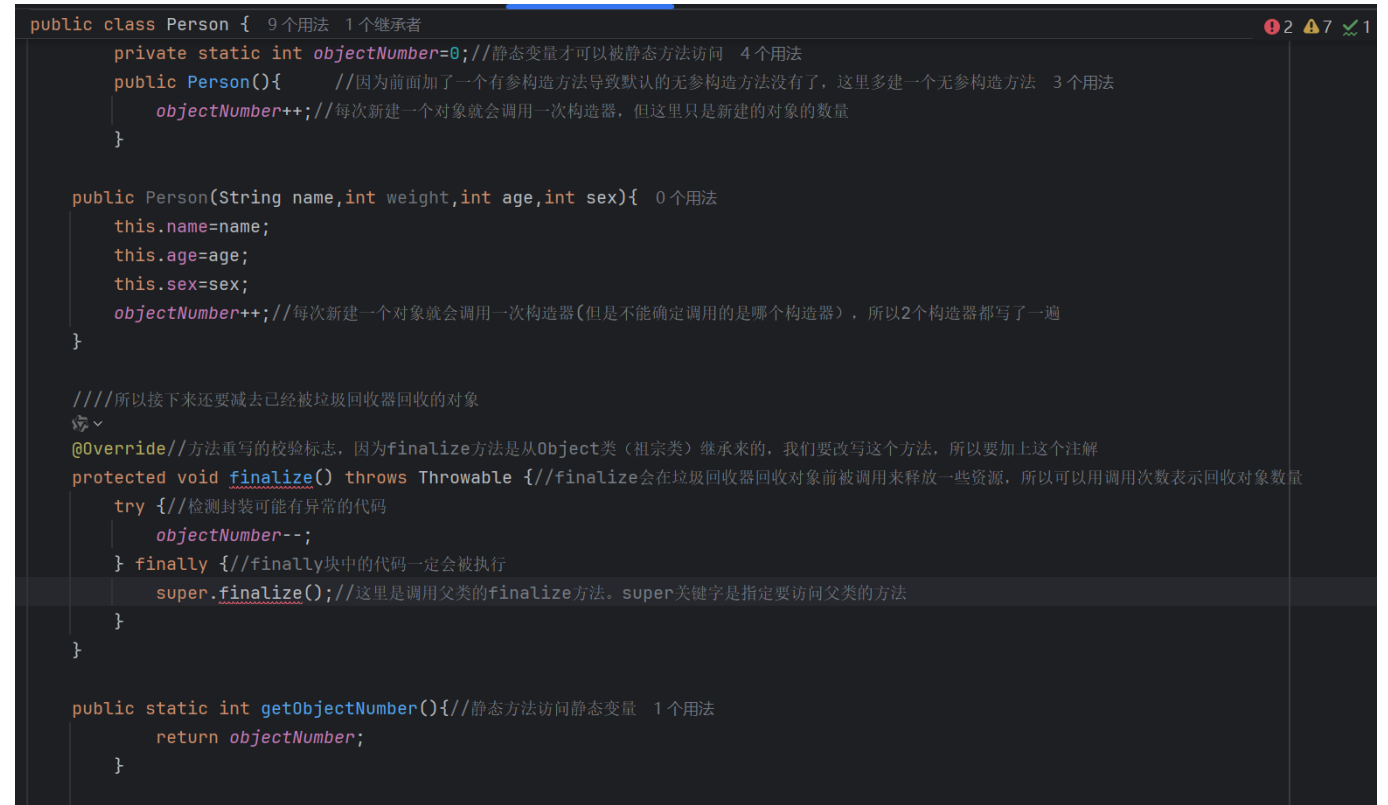 public class Person {  9个用法  1个继承者  2  7  1
private static int objectNumber=0;//静态变量才可以被静态方法访问  4个用法
public Person(){     //因为前面加了一个有参构造方法导致默认的无参构造方法没有了，这里多建一个无参构造方法  3个用法
objectNumber++;//每次新建一个对象就会调用一次构造器，但这里只是新建的对象的数量
}
public Person(String name,int weight,int age,int sex){  0个用法
this.name=name;
this.age=age;
this.sex=sex;
objectNumber++;//每次新建一个对象就会调用一次构造器(但是不能确定调用的是哪个构造器），所以2个构造器都写了一遍
}
////所以接下来还要减去已经被垃圾回收器回收的对象
@Override//方法重写的校验标志，因为finalize方法是从Object类（祖宗类）继承来的，我们要改写这个方法，所以要加上这个注解
protected void finalize() throws Throwable {//finalize会在垃圾回收器回收对象前被调用来释放一些资源，所以可以用调用次数表示回收对象数量
try {//检测封装可能有异常的代码
objectNumber--;
} finally {//finally块中的代码一定会被执行
super.finalize();//这里是调用父类的finalize方法。super关键字是指定要访问父类的方法
}
}
public static int getObjectNumber(){//静态方法访问静态变量  1个用法
return objectNumber;
}